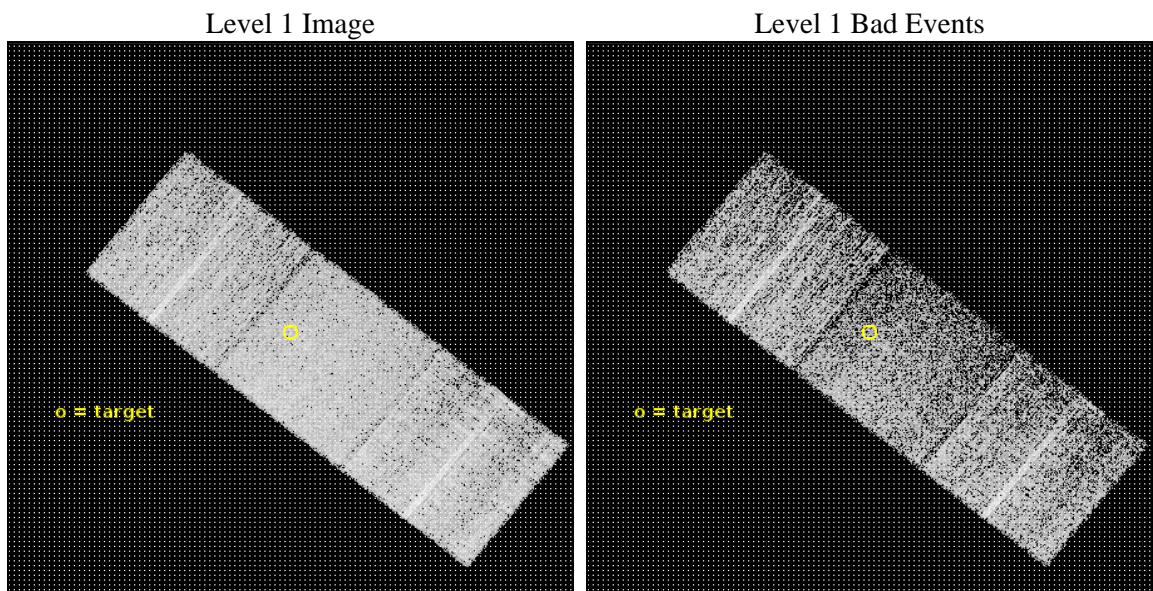 Level 1 Image
Level 1 Bad Events
o = target
o = target